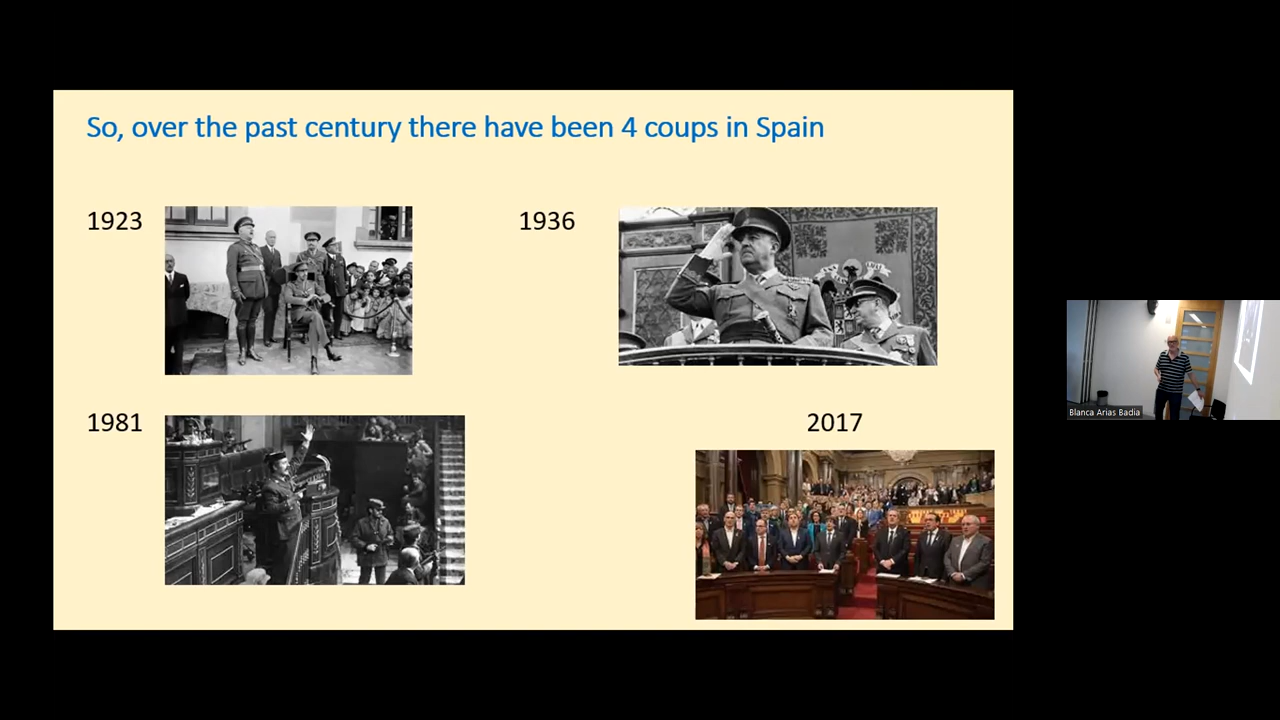 So, over the past century there have been 4 coups in Spain
1923
1936
1981
2017
Blanca Arias Badia